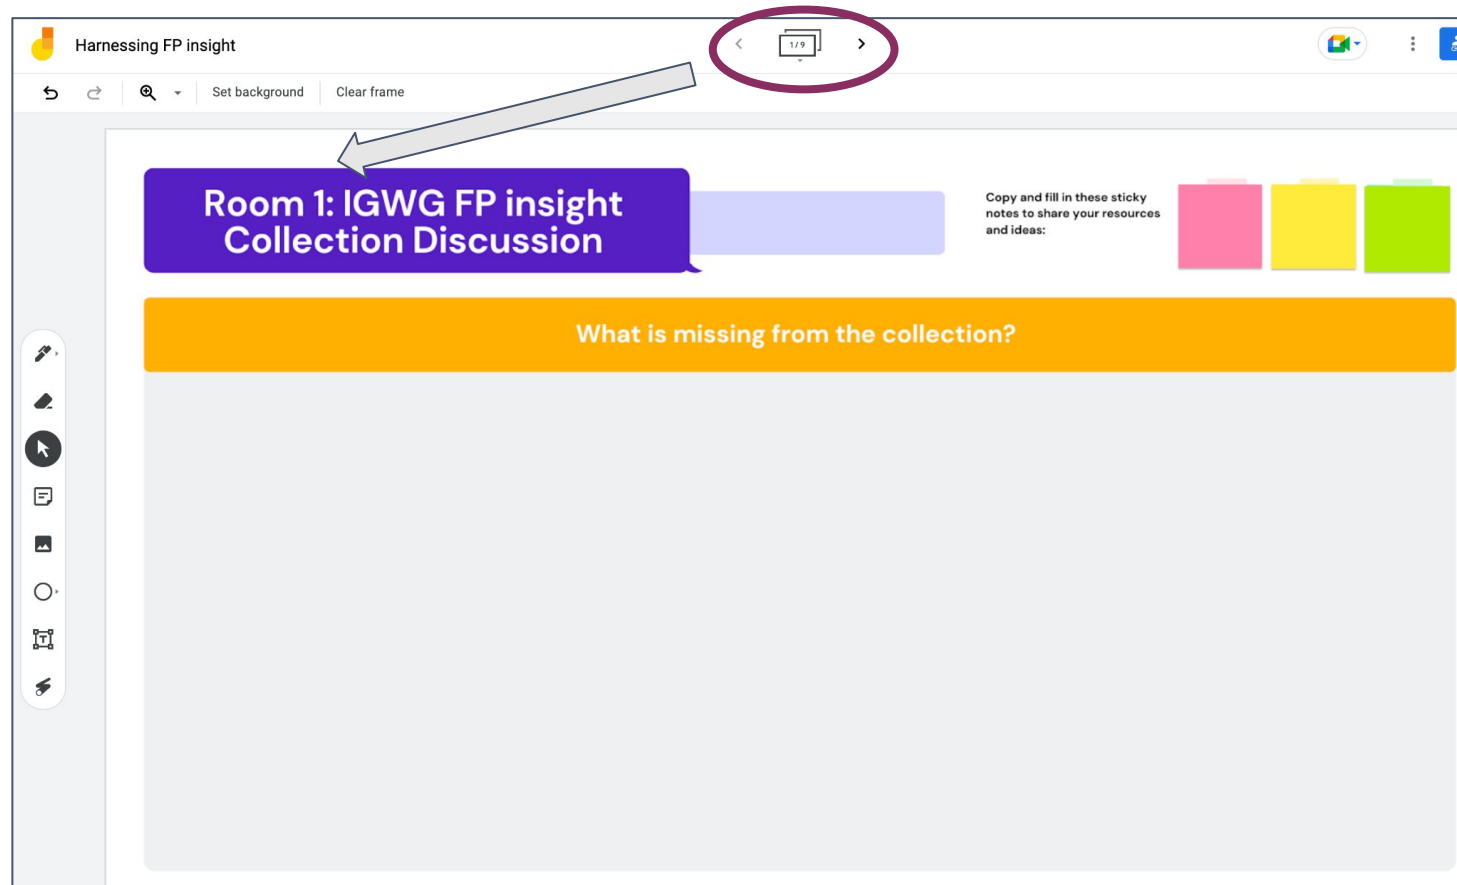 Harnessing FP insight
1 / 9
Set background
Clear frame
Room 1: IGWG FP insight
Collection Discussion
Copy and fill in these sticky
notes to share your resources
and ideas:
What is missing from the collection?
T